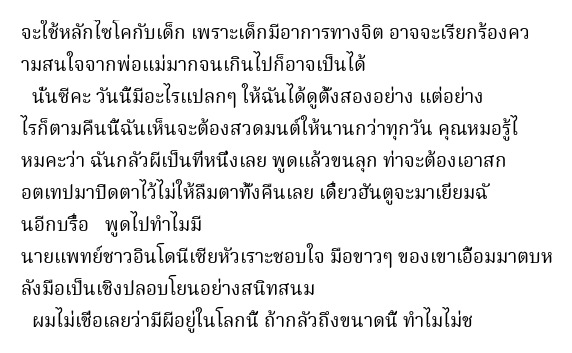 จะใช้หลักไซโคกับเด็ก เพราะเด็กมีอาการทางจิต อาจจะเรียกร้องคว
ามสนใจจากพ่อแม่มากจนเกินไปก็อาจเป็นได้
นั่นซีคะ วันนี้มีอะไรแปลกๆ ให้ฉันได้ดูตั้งสองอย่าง แต่อย่าง
ไรก็ตามคืนนี้ฉันเห็นจะต้องสวดมนต์ให้นานกว่าทุกวัน คุณหมอรู้ไ
หมคะว่า ฉันกลัวผีเป็นที่หนึ่งเลย พูดแล้วขนลุก ท่าจะต้องเอาสก
อตเทปมาปิดตาไว้ไม่ให้ลืมตาทั้งคืนเลย เดี๋ยวฮันตูจะมาเยี่ยมฉั
นอีกบรื๋อ พูดไปทำไมมี
นายแพทย์ชาวอินโดนีเซียหัวเราะชอบใจ มือขาวๆ ของเขาเอื้อมมาตบห
ลังมือเป็นเชิงปลอบโยนอย่างสนิทสนม
ผมไม่เชื่อเลยว่ามีผีอยู่ในโลกนี้ ถ้ากลัวถึงขนาดนี้ ทำไมไม่ช